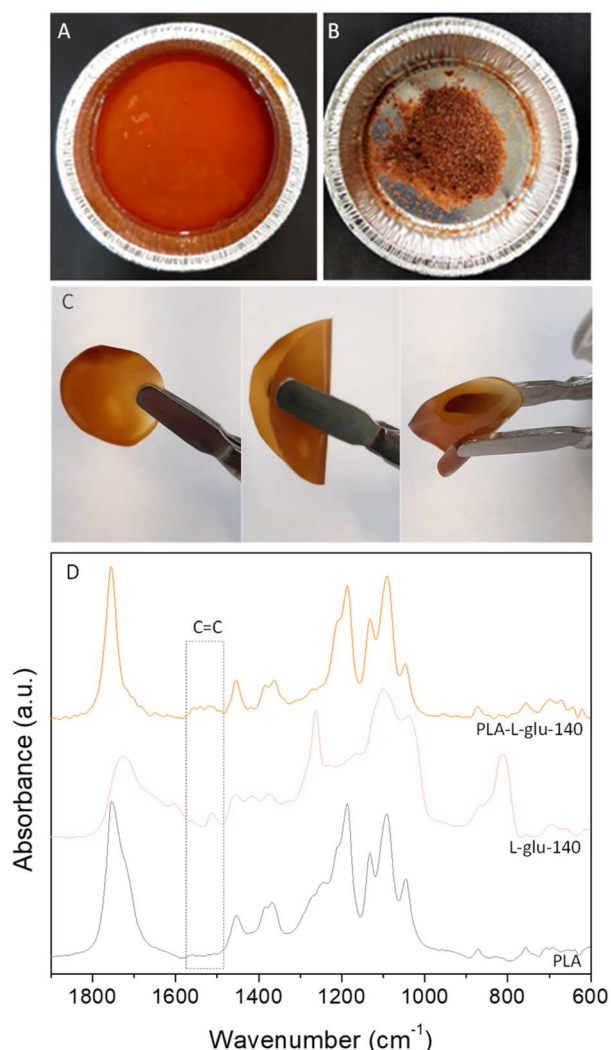 A
B
C
D
C=C
PLA-L-glu-140
L-glu-140
PLA
Absorbance (a.u.)
1800 1600 1400 1200 1000 800 600
Wavenumber (cm⁻¹)